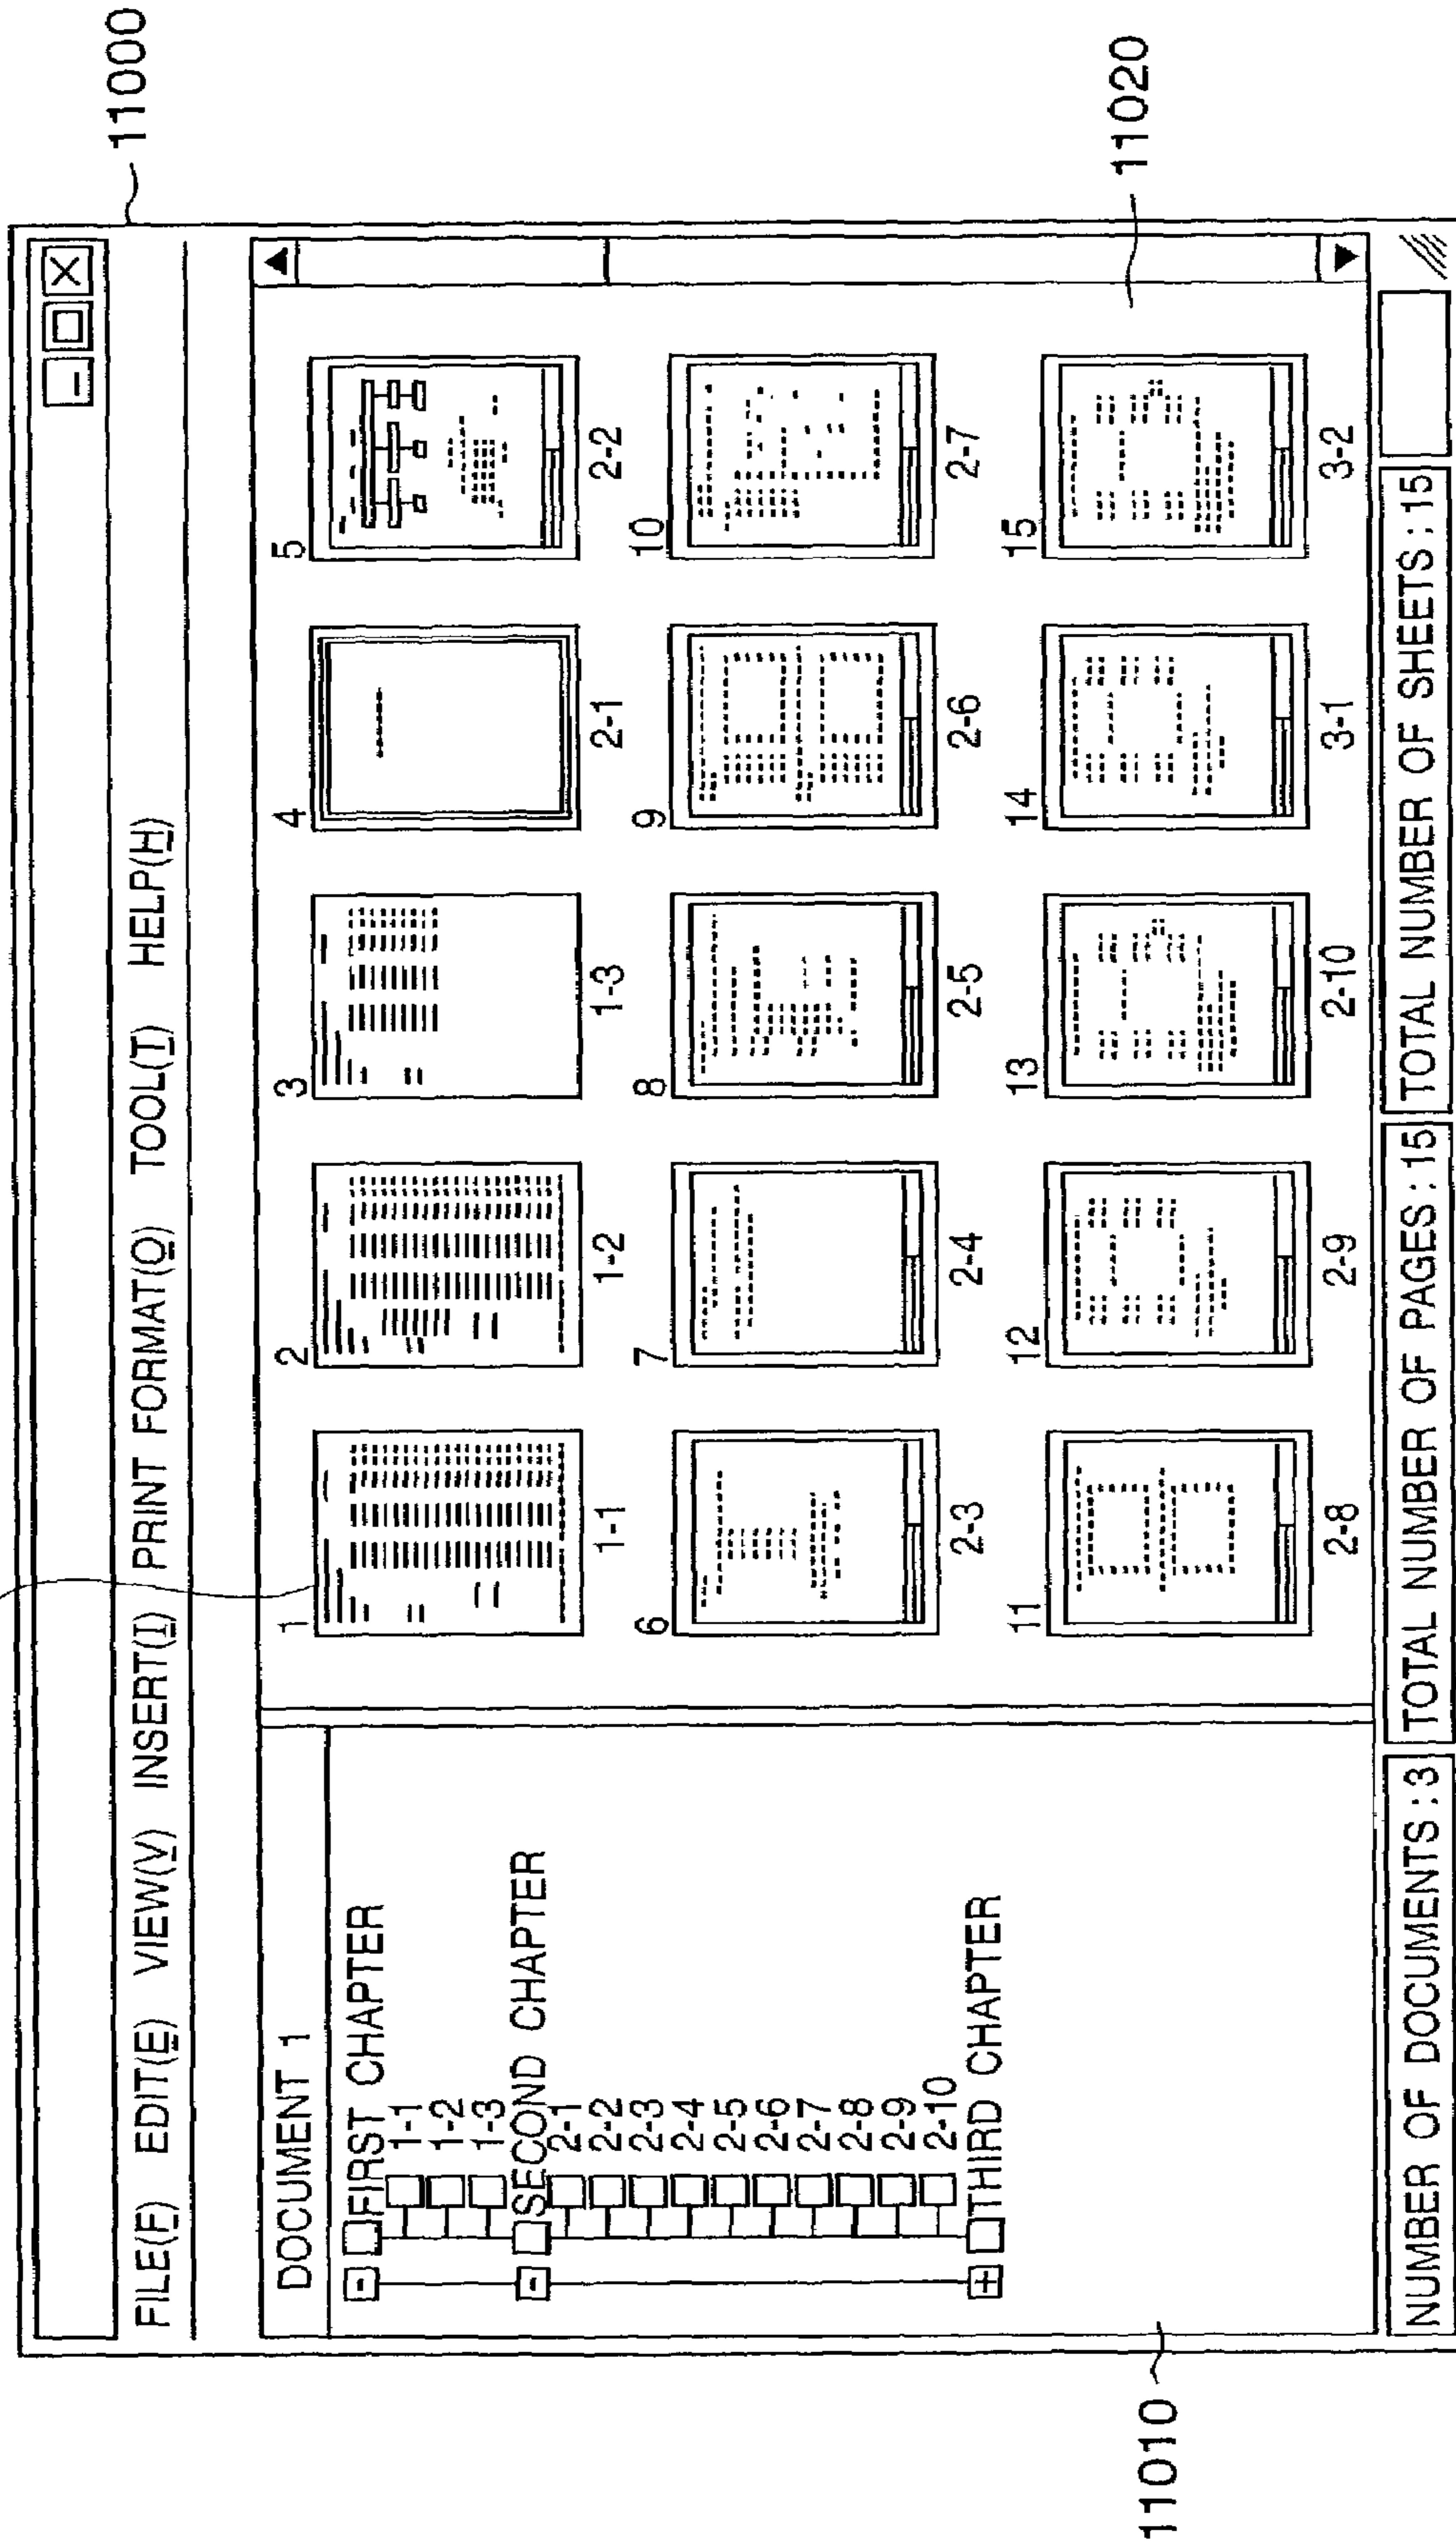 11000
FILE(F) EDIT(E) VIEW(V) INSERT(I) PRINT FORMAT(O) TOOL(T) HELP(H)
DOCUMENT 1
FIRST CHAPTER
1-1
1-2
1-3
SECOND CHAPTER
2-1
2-2
2-3
2-4
2-5
2-6
2-7
2-8
2-9
2-10
THIRD CHAPTER
11010
1 2 3 4 5
1-1 1-2 1-3 2-1 2-2
6 7 8 9 10
2-3 2-4 2-5 2-6 2-7
11 12 13 14 15
2-8 2-9 2-10 3-1 3-2
11020
NUMBER OF DOCUMENTS:3 TOTAL NUMBER OF PAGES:15 TOTAL NUMBER OF SHEETS:15